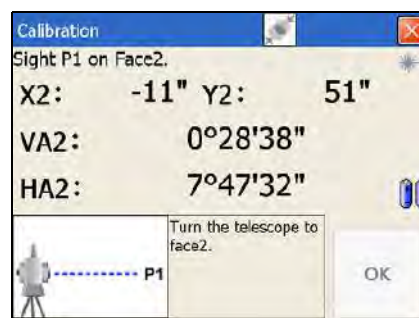 Calibration
Sight P1 on Face2.
X2: -11" Y2: 51"
VA2: 0°28'38"
HA2: 7°47'32"
Turn the telescope to
face2.
P1
OK